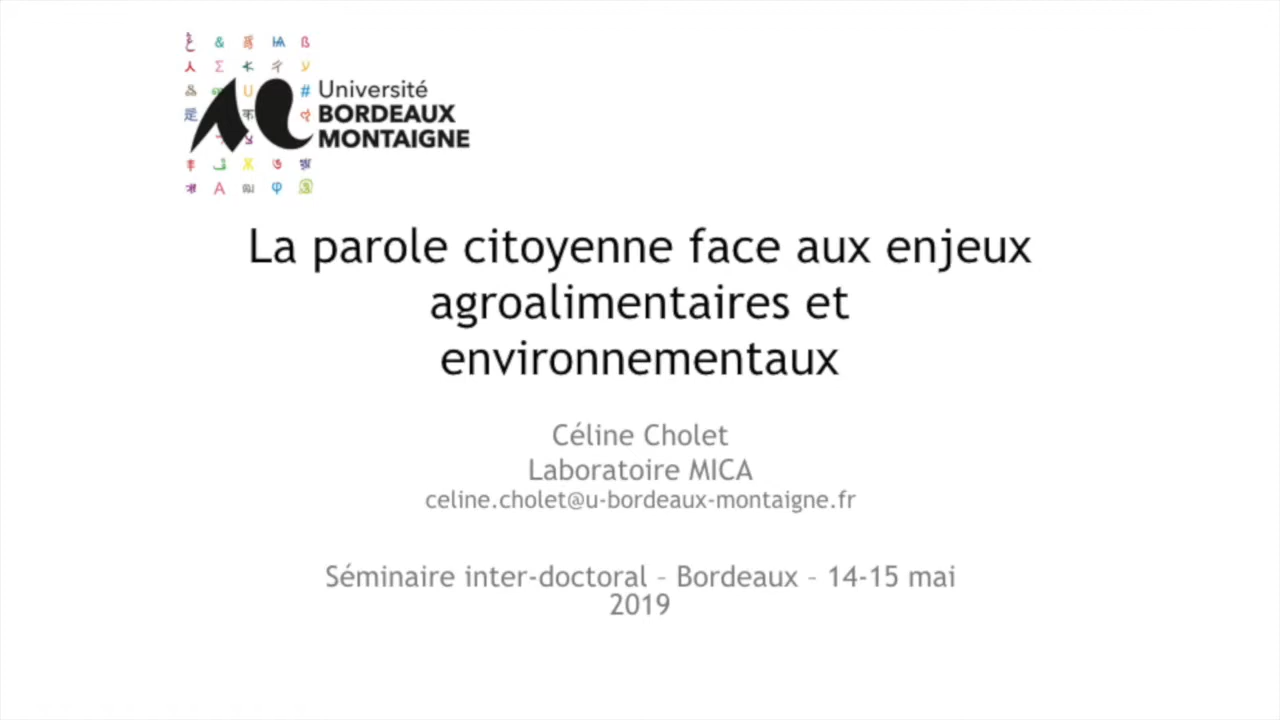 Université
BORDEAUX
MONTAIGNE
La parole citoyenne face aux enjeux
agroalimentaires et
environnementaux
Céline Cholet
Laboratoire MICA
celine.cholet@u-bordeaux-montaigne.fr
Séminaire inter-doctoral – Bordeaux – 14-15 mai
2019